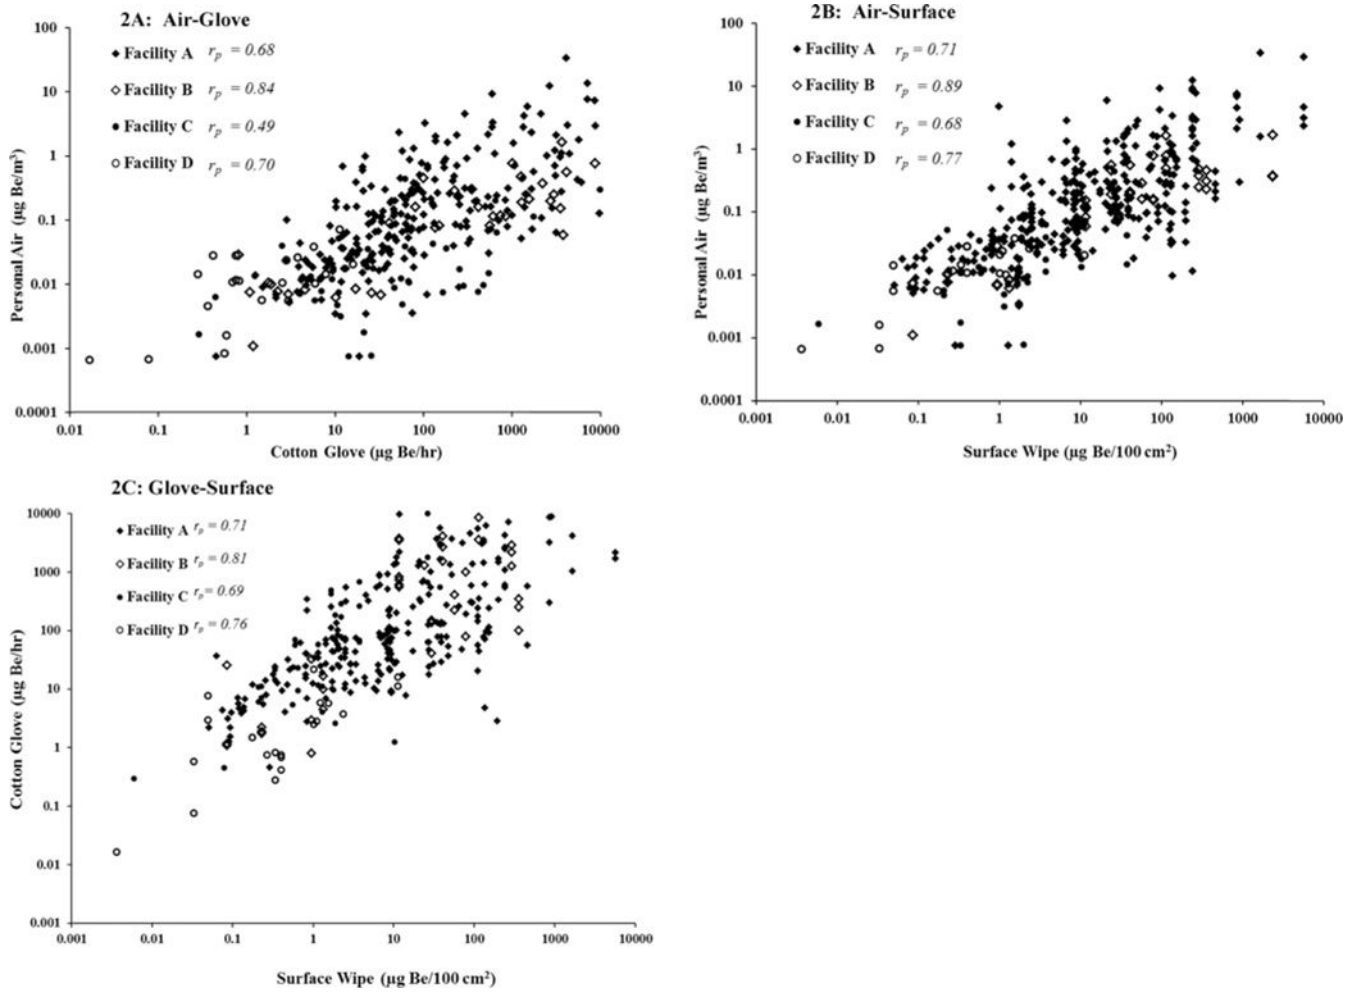 2A: Air-Glove
100
10
1
0.1
0.01
0.001
0.0001
Personal Air (µg Be/m³)
Facility A rp = 0.68
Facility B rp = 0.84
Facility C rp = 0.49
Facility D rp = 0.70
0.01 0.1 1 10 100 1000 10000
Cotton Glove (µg Be/hr)
2B: Air-Surface
100
10
1
0.1
0.01
0.001
0.0001
Personal Air (µg Be/m³)
Facility A rp = 0.71
Facility B rp = 0.89
Facility C rp = 0.68
Facility D rp = 0.77
0.001 0.01 0.1 1 10 100 1000 10000
Surface Wipe (µg Be/100 cm²)
2C: Glove-Surface
10000
1000
100
10
1
0.1
0.01
0.001
Cotton Glove (µg Be/hr)
Facility A rp = 0.71
Facility B rp = 0.81
Facility C rp = 0.69
Facility D rp = 0.76
0.001 0.01 0.1 1 10 100 1000 10000
Surface Wipe (µg Be/100 cm²)